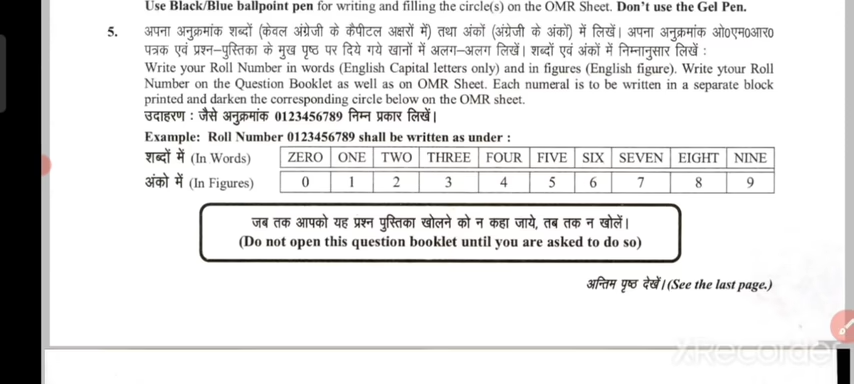 Use Black/Blue ballpoint pen for writing and filling the circle(s) on the OMR Sheet. Don't use the Gel Pen.
5. अपना अनुक्रमांक शब्दों (केवल अंग्रेजी के कैपीटल अक्षरों में) तथा अंकों (अंग्रेजी के अंकों) में लिखें। अपना अनुक्रमांक ओ०एम०आर०
पत्रक एवं प्रश्न–पुस्तिका के मुख पृष्ठ पर दिये गये खानों में अलग–अलग लिखें। शब्दों एवं अंकों में निम्नानुसार लिखें :
Write your Roll Number in words (English Capital letters only) and in figures (English figure). Write ytour Roll
Number on the Question Booklet as well as on OMR Sheet. Each numeral is to be written in a separate block
printed and darken the corresponding circle below on the OMR sheet.
उदाहरण : जैसे अनुक्रमांक 0123456789 निम्न प्रकार लिखें।
Example: Roll Number 0123456789 shall be written as under :
शब्दों में (In Words) ZERO ONE TWO THREE FOUR FIVE SIX SEVEN EIGHT NINE
अंको में (In Figures) 0 1 2 3 4 5 6 7 8 9
जब तक आपको यह प्रश्न पुस्तिका खोलने को न कहा जाये, तब तक न खोलें।
(Do not open this question booklet until you are asked to do so)
अन्तिम पृष्ठ देखें। (See the last page.)
XRecorder